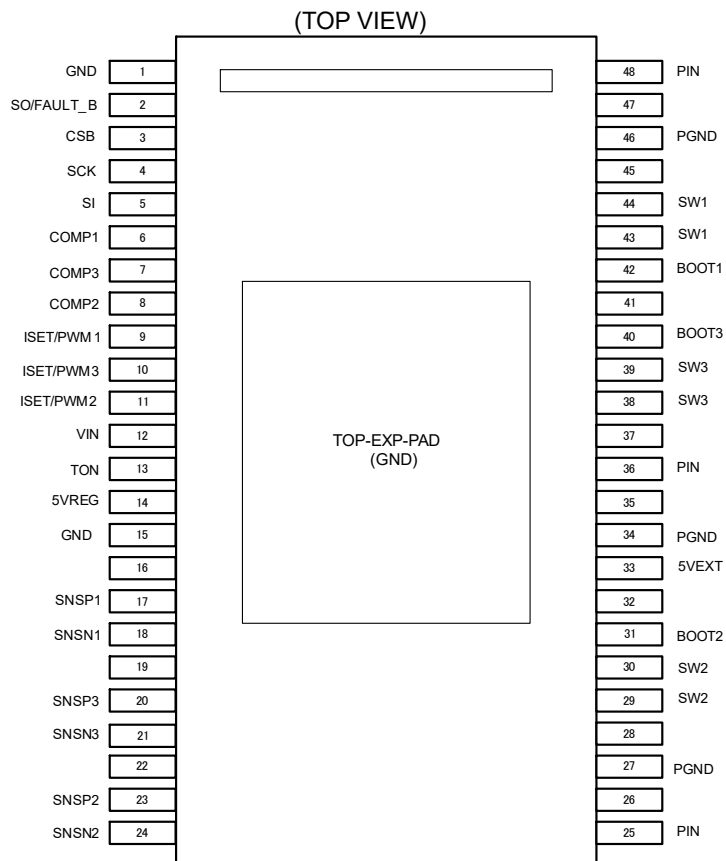 (TOP VIEW)
GND 1 48 PIN
SO/FAULT_B 2 47
CSB 3 46 PGND
SCK 4 45
SI 5 44 SW1
COMP1 6 43 SW1
COMP3 7 42 BOOT1
COMP2 8 41
ISET/PWM1 9 40 BOOT3
ISET/PWM3 10 39 SW3
ISET/PWM2 11 38 SW3
VIN 12 37
TON 13 36 PIN
TOP-EXP-PAD
(GND)
5VREG 14 35
GND 15 34 PGND
16 33 5VEXT
SNSP1 17 32
SNSN1 18 31 BOOT2
19 30 SW2
SNSP3 20 29 SW2
SNSN3 21 28
22 27 PGND
SNSP2 23 26
SNSN2 24 25 PIN